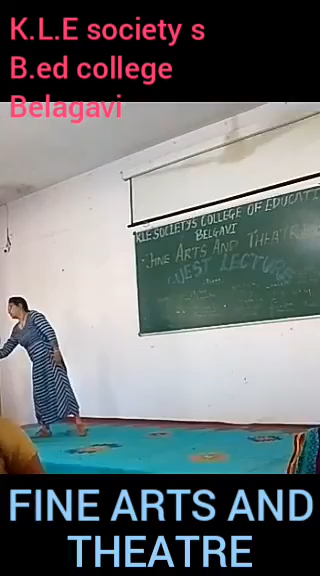 K.L.E society s
B.ed college
Belagavi
KLE SOCIETYS COLLEGE OF EDUCATI
BELGAVI
FINE ARTS AND THEATRE
GUEST LECTURE
FINE ARTS AND
THEATRE